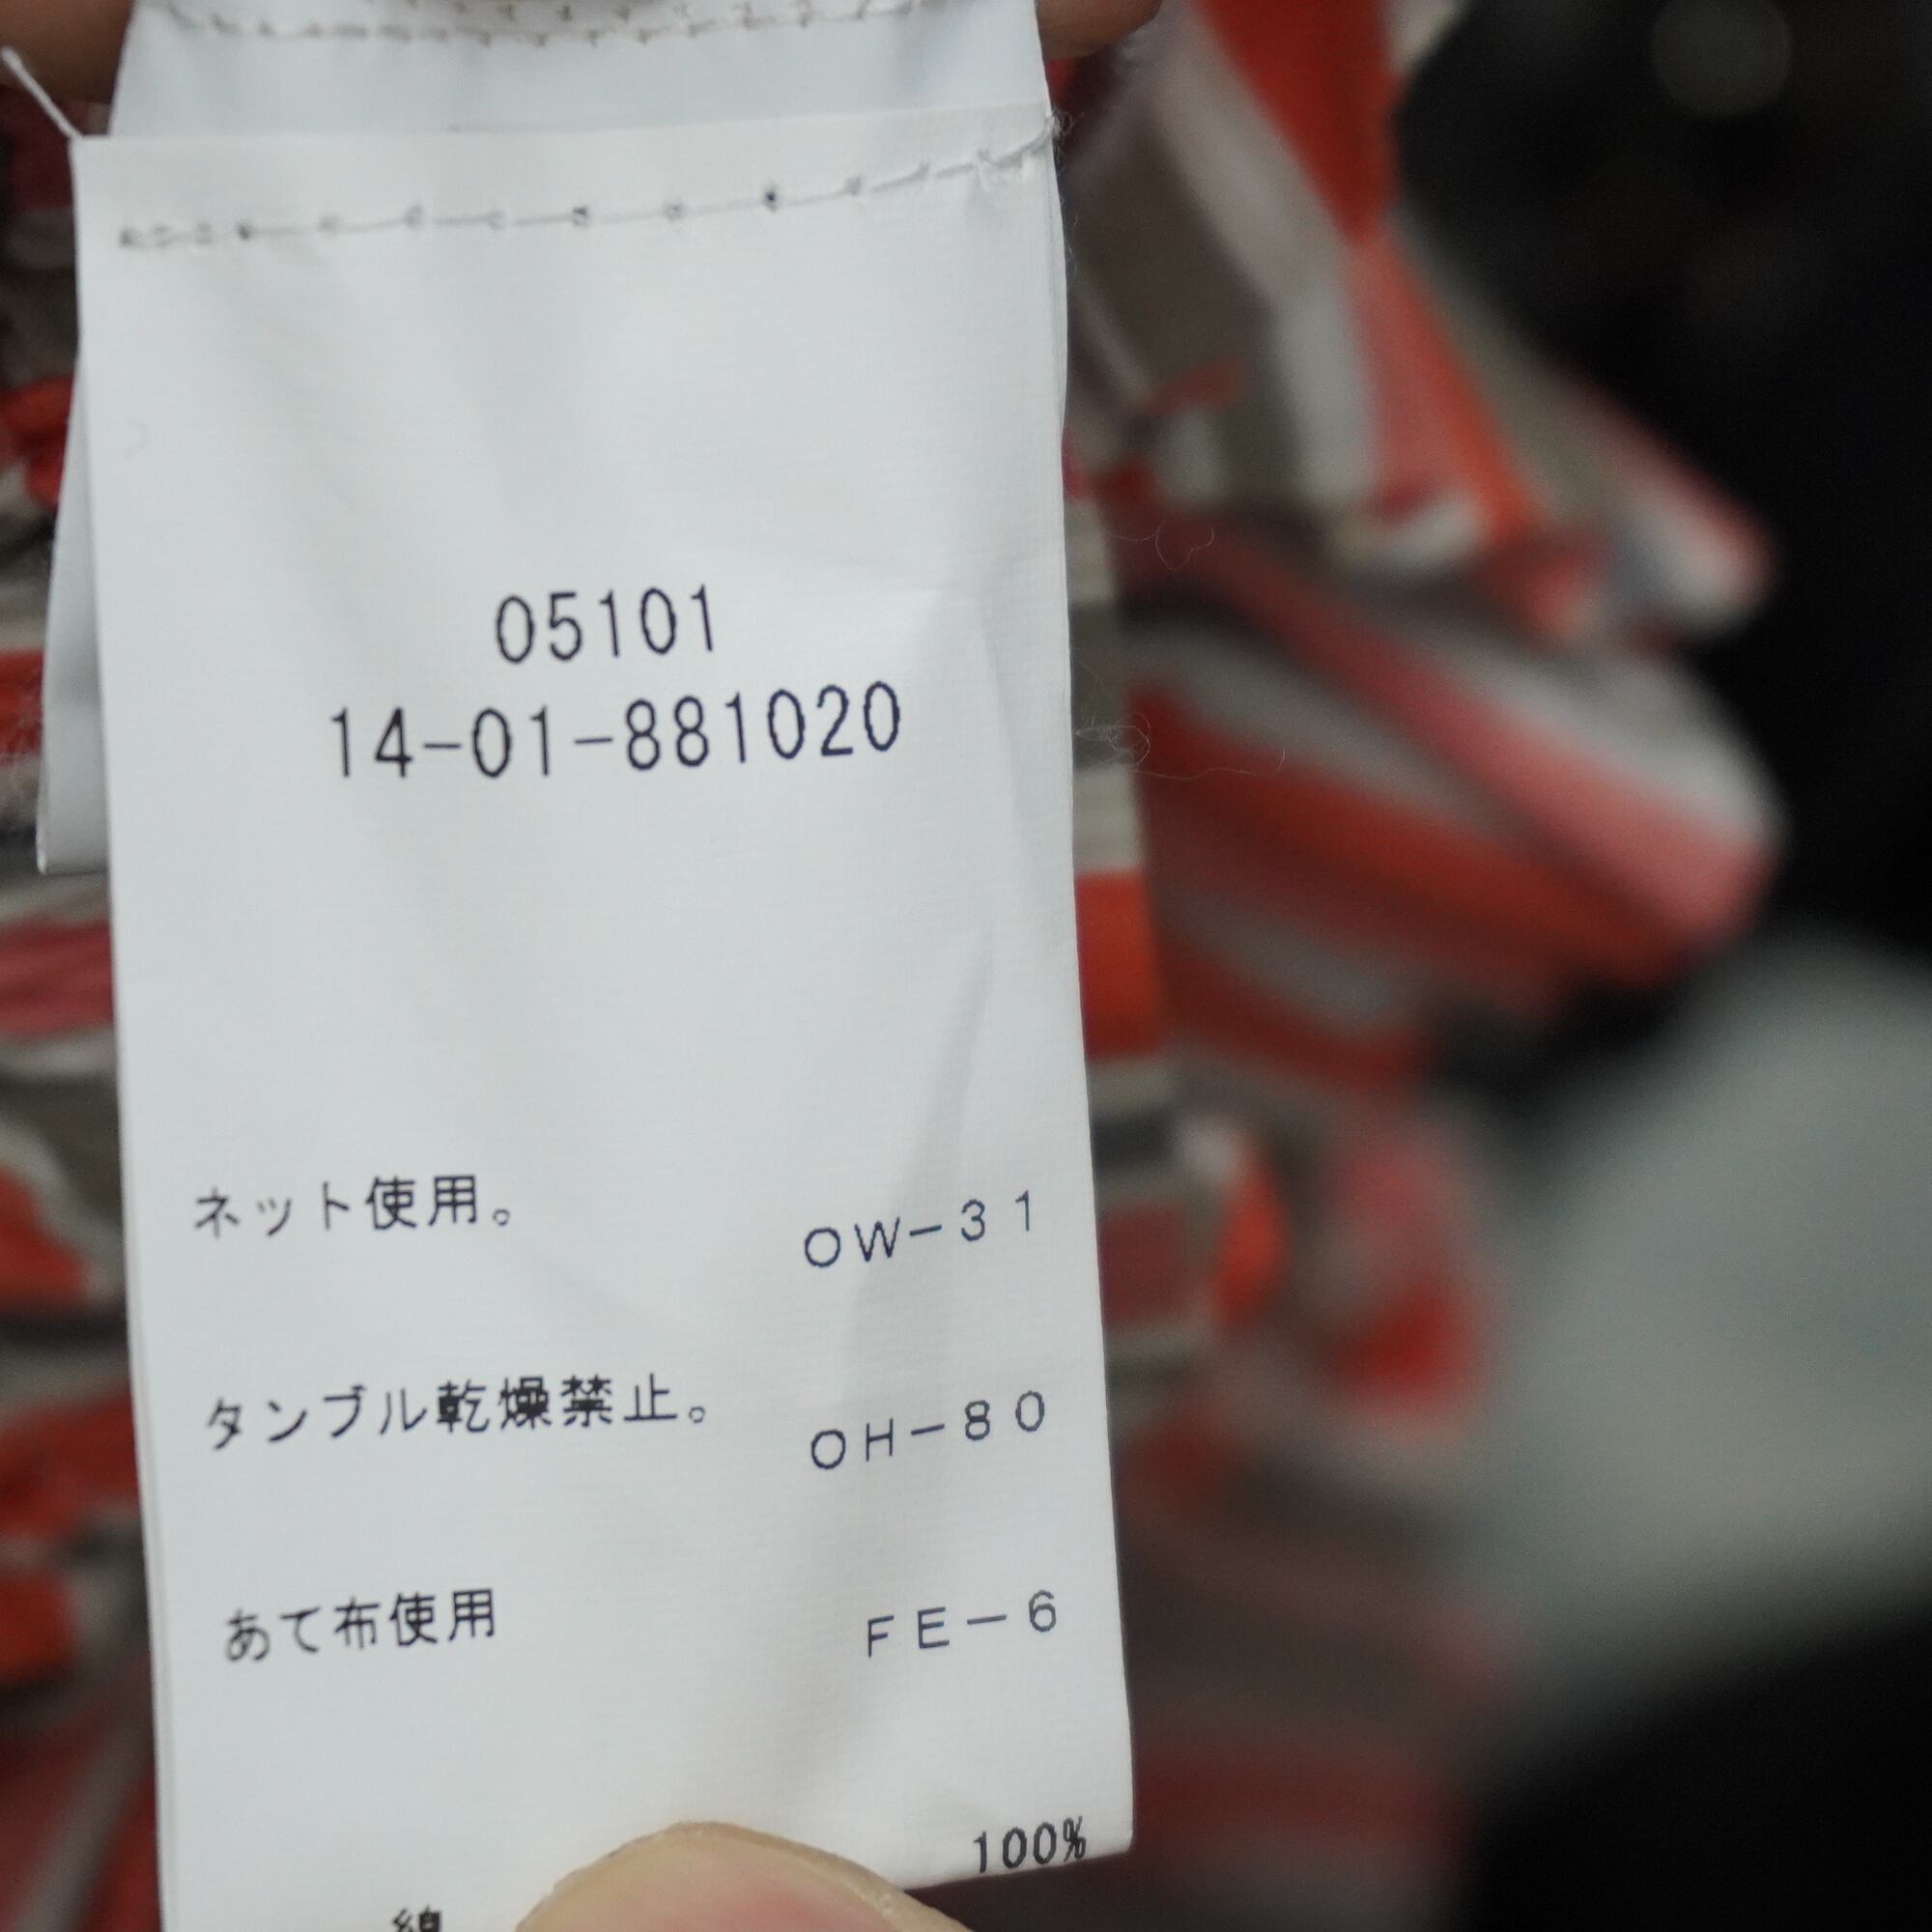 05101
14-01-881020
ネット使用。
OW-31
タンブル乾燥禁止。
OH-80
あて布使用
FE-6
100%
綿